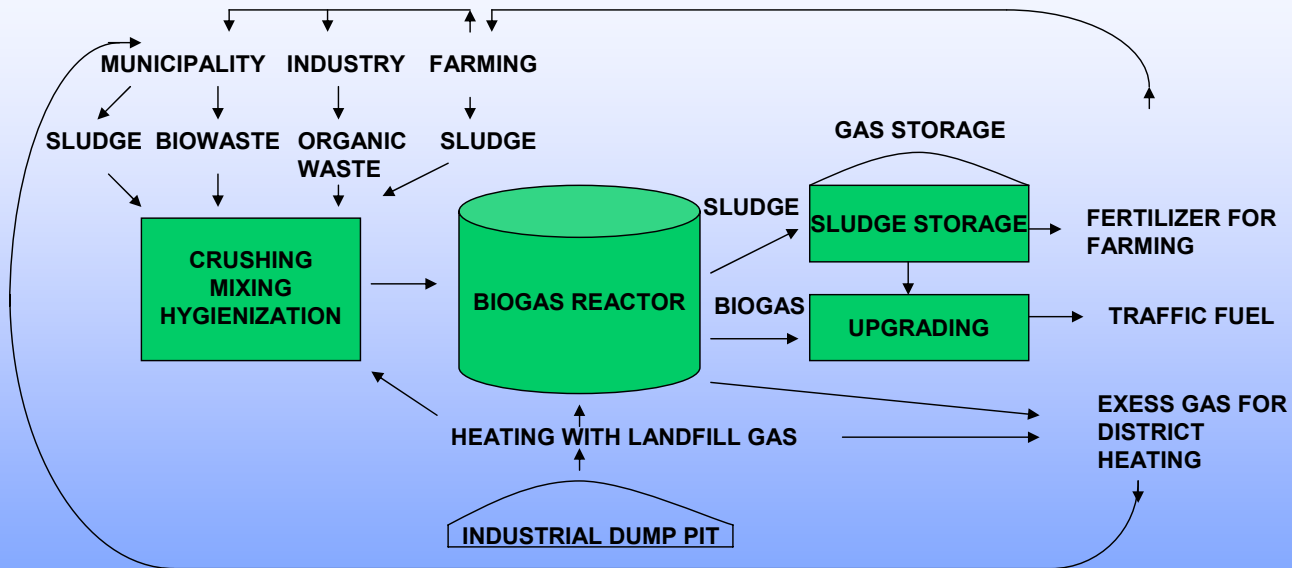 MUNICIPALITY INDUSTRY FARMING
SLUDGE BIOWASTE ORGANIC WASTE SLUDGE
GAS STORAGE
SLUDGE
SLUDGE STORAGE
FERTILIZER FOR
FARMING
CRUSHING
MIXING
HYGIENIZATION
BIOGAS REACTOR
BIOGAS
UPGRADING
TRAFFIC FUEL
HEATING WITH LANDFILL GAS
EXESS GAS FOR
DISTRICT
HEATING
INDUSTRIAL DUMP PIT